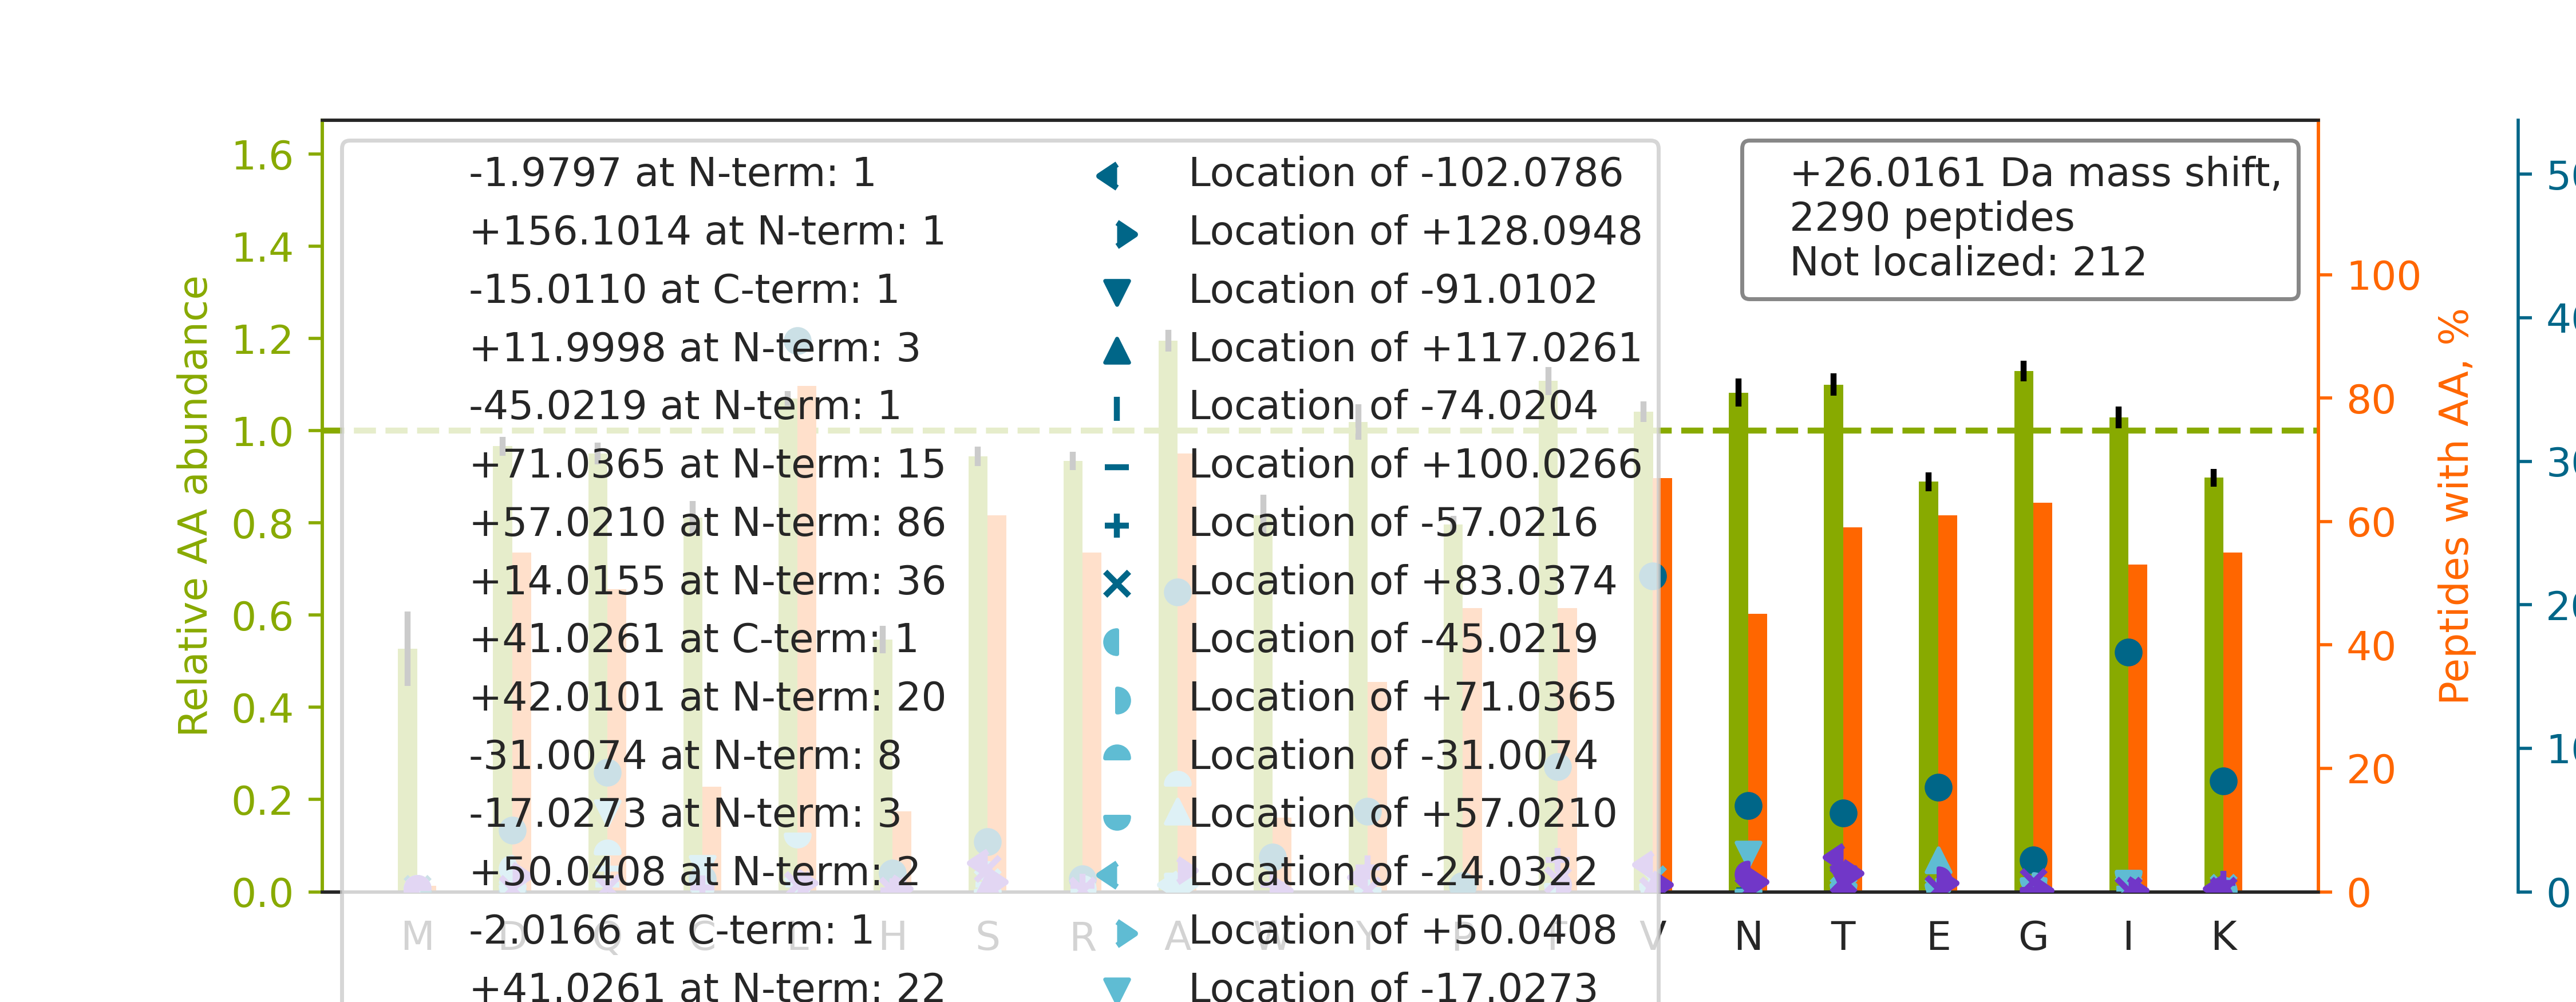 1.6
1.4
1.2
1.0
0.8
0.6
0.4
0.2
0.0
Relative AA abundance
-1.9797 at N-term: 1
+156.1014 at N-term: 1
-15.0110 at C-term: 1
+11.9998 at N-term: 3
-45.0219 at N-term: 1
+71.0365 at N-term: 15
+57.0210 at N-term: 86
+14.0155 at N-term: 36
+41.0261 at C-term: 1
+42.0101 at N-term: 20
-31.0074 at N-term: 8
-17.0273 at N-term: 3
+50.0408 at N-term: 2
-2.0166 at C-term: 1
+41.0261 at N-term: 22
Location of -102.0786
Location of +128.0948
Location of -91.0102
Location of +117.0261
Location of -74.0204
Location of +100.0266
Location of -57.0216
Location of +83.0374
Location of -45.0219
Location of +71.0365
Location of -31.0074
Location of +57.0210
Location of -24.0322
Location of +50.0408
Location of -17.0273
+26.0161 Da mass shift,
2290 peptides
Not localized: 212
100
80
60
40
20
0
Peptides with AA, %
0
M D Q C L H S R A W Y P F V N T E G I K